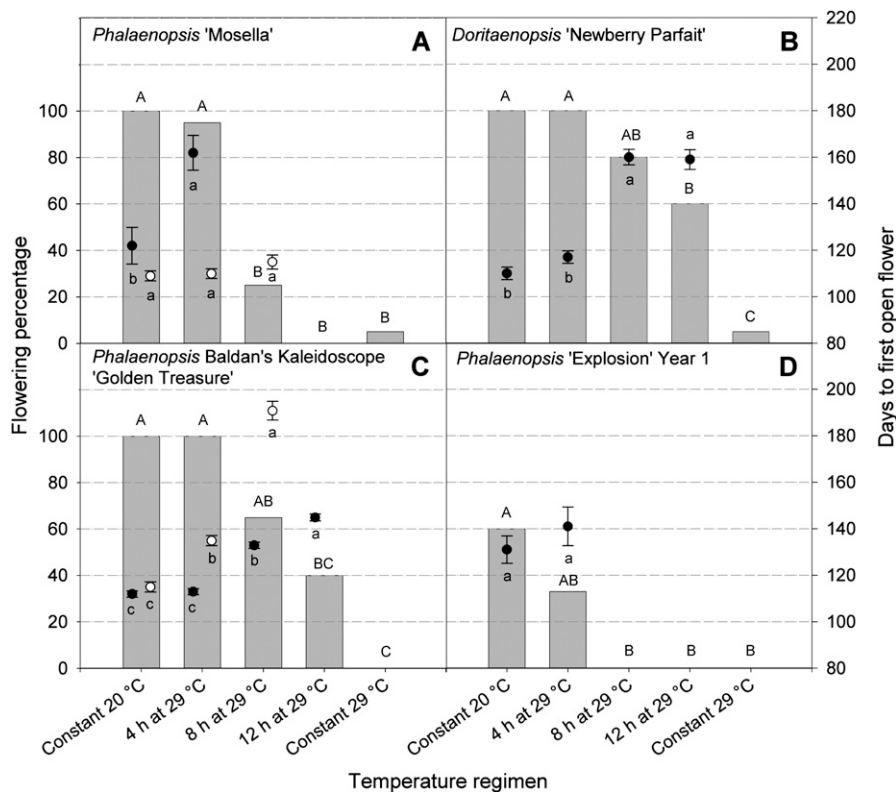 Phalaenopsis 'Mosella'
A
Doritaenopsis 'Newberry Parfait'
B
220
200
180
160
140
120
100
80
100
80
60
40
20
0
A
A
B
B
B
b
a
a
a
a
A
A
AB
B
C
b
b
a
a
Phalaenopsis Baldan's Kaleidoscope
'Golden Treasure'
C
Phalaenopsis 'Explosion' Year 1
D
200
180
160
140
120
100
80
100
80
60
40
20
0
A
A
AB
BC
C
c
c
c
b
b
a
a
A
AB
B
B
B
a
a
Flowering percentage
Days to first open flower
Constant 20 °C
4 h at 29 °C
8 h at 29 °C
12 h at 29 °C
Constant 29 °C
Constant 20 °C
4 h at 29 °C
8 h at 29 °C
12 h at 29 °C
Constant 29 °C
Temperature regimen